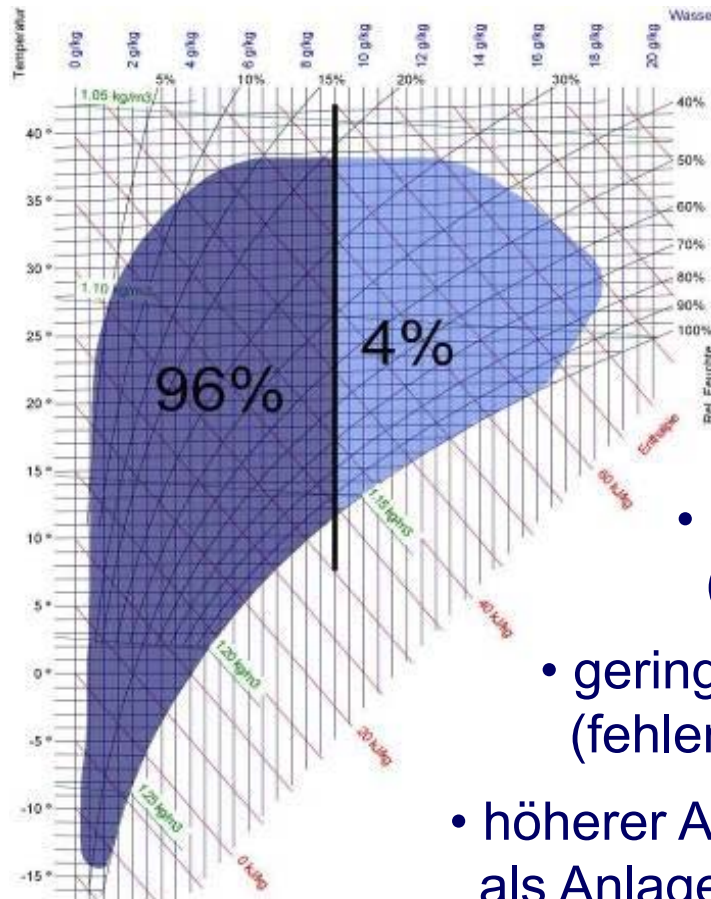 Temperatur
0 g/kg 2 g/kg 4 g/kg 6 g/kg 8 g/kg 10 g/kg 12 g/kg 14 g/kg 16 g/kg 18 g/kg 20 g/kg
5% 10% 15% 20% 30%
1.05 kg/m3
40%
40°
50%
35°
60%
70%
30°
80%
1.10 kg/m3
90%
100%
25°
4%
Rel. Feuchte
96%
20°
Enthalpie
15°
60 kJ/kg
1.15 kg/m3
10°
•
(
5°
40 kJ/kg
1.20 kg/m3
0°
•
-5°
20 kJ/kg
1.25 kg/m3
-10°
• höherer
als
-15°
0 kJ/kg